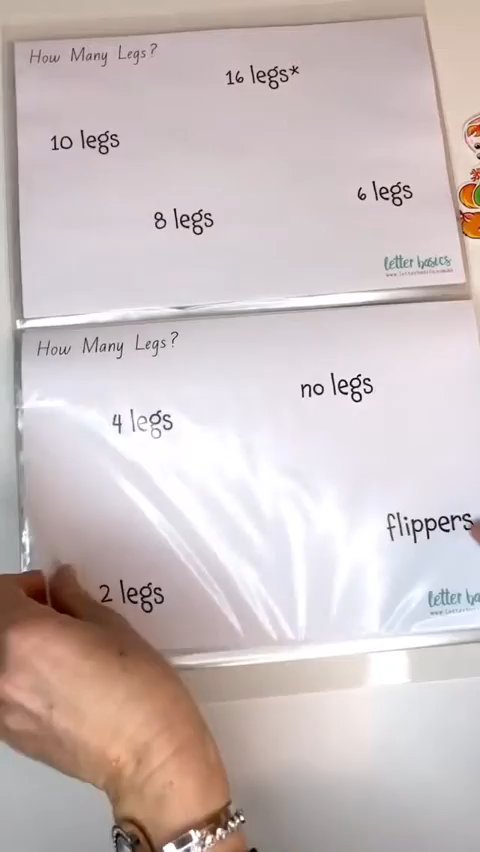 How Many Legs?
16 legs*
10 legs
6 legs
8 legs
letter basics
How Many Legs?
no legs
4 legs
flippers
2 legs
letter ba